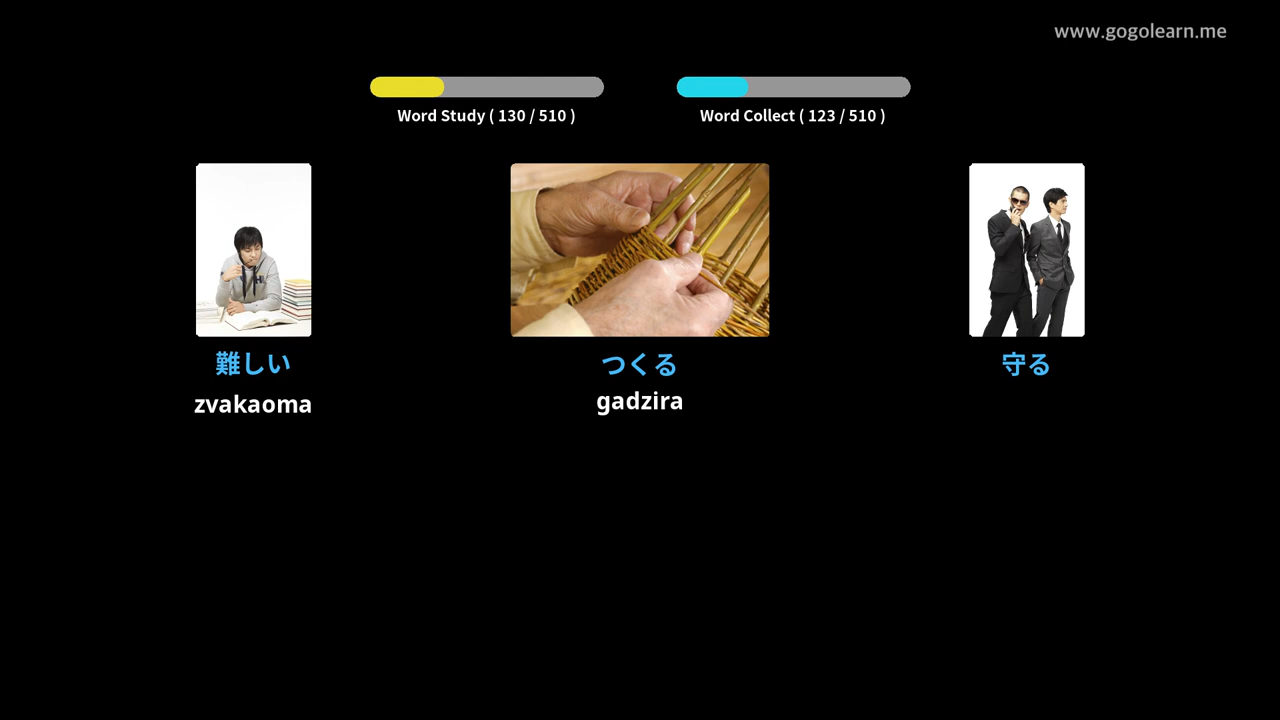 www.gogolearn.me
Word Study ( 130 / 510 )
Word Collect ( 123 / 510 )
難しい
つくる
守る
zvakaoma
gadzira